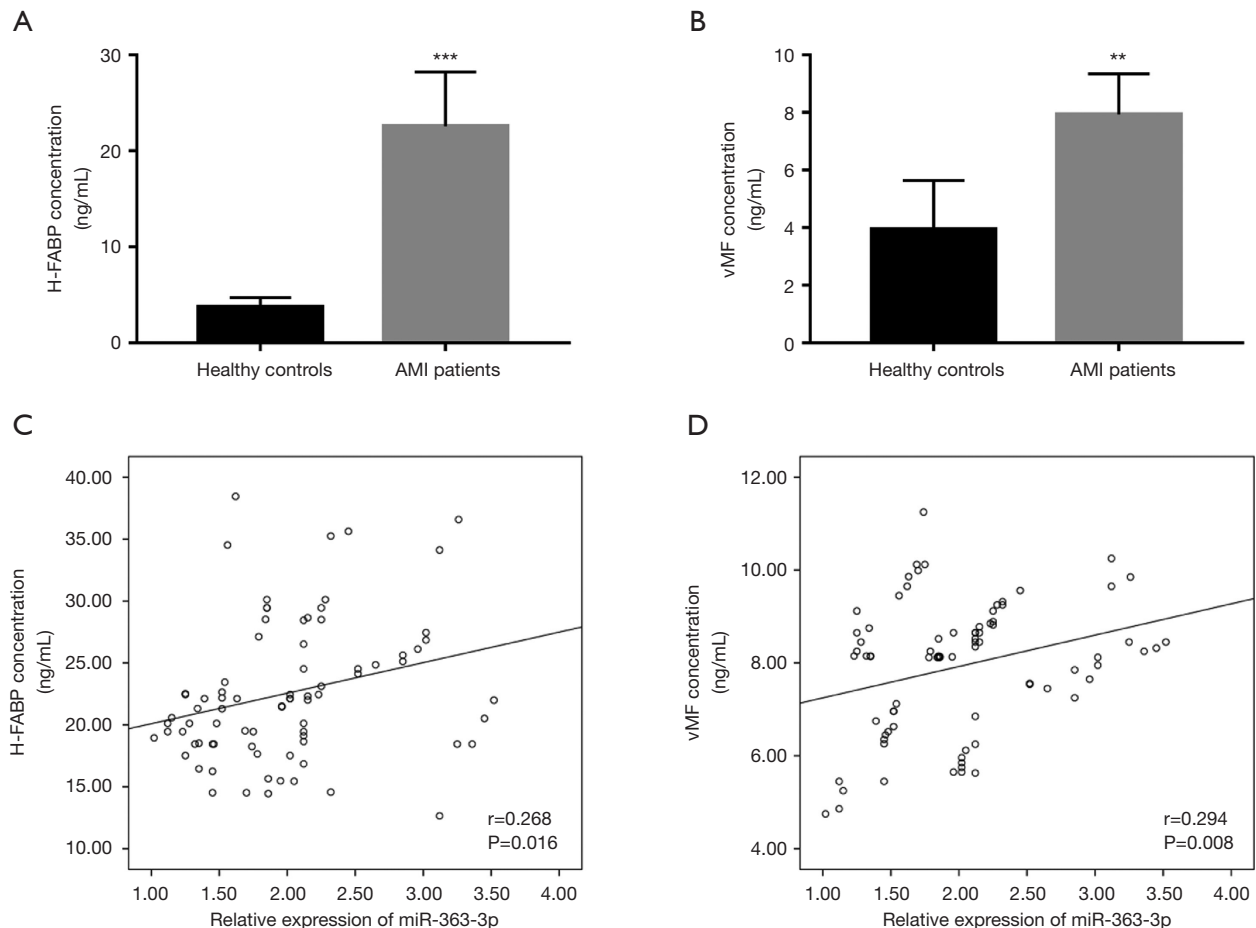 A
H-FABP concentration
(ng/mL)
30
20
10
0
***
Healthy controls
AMI patients
B
vMF concentration
(ng/mL)
10
8
6
4
2
0
**
Healthy controls
AMI patients
C
H-FABP concentration
(ng/mL)
40.00
35.00
30.00
25.00
20.00
15.00
10.00
r=0.268
P=0.016
1.00 1.50 2.00 2.50 3.00 3.50 4.00
Relative expression of miR-363-3p
D
vMF concentration
(ng/mL)
12.00
10.00
8.00
6.00
4.00
r=0.294
P=0.008
1.00 1.50 2.00 2.50 3.00 3.50 4.00
Relative expression of miR-363-3p